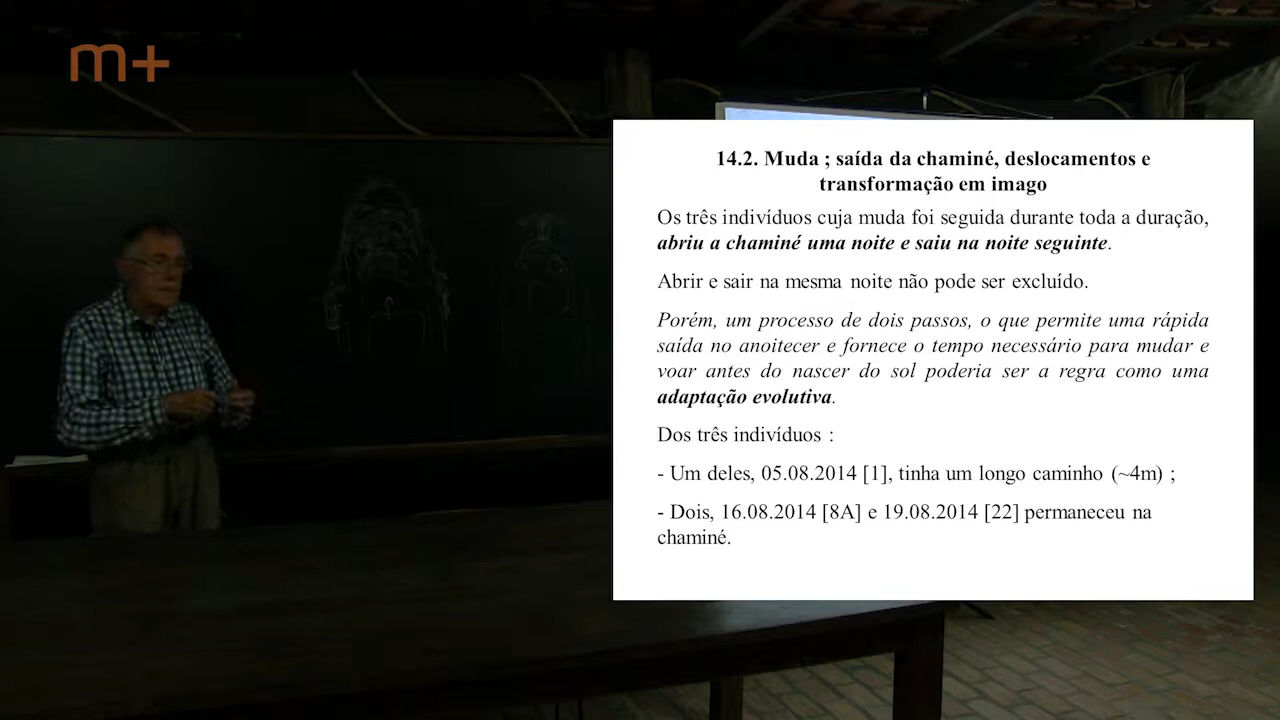 m+
14.2. Muda ; saída da chaminé, deslocamentos e
transformação em imago
Os três indivíduos cuja muda foi seguida durante toda a duração,
abriu a chaminé uma noite e saiu na noite seguinte.
Abrir e sair na mesma noite não pode ser excluído.
Porém, um processo de dois passos, o que permite uma rápida
saída no anoitecer e fornece o tempo necessário para mudar e
voar antes do nascer do sol poderia ser a regra como uma
adaptação evolutiva.
Dos três indivíduos :
- Um deles, 05.08.2014 [1], tinha um longo caminho (~4m) ;
- Dois, 16.08.2014 [8A] e 19.08.2014 [22] permaneceu na
chaminé.